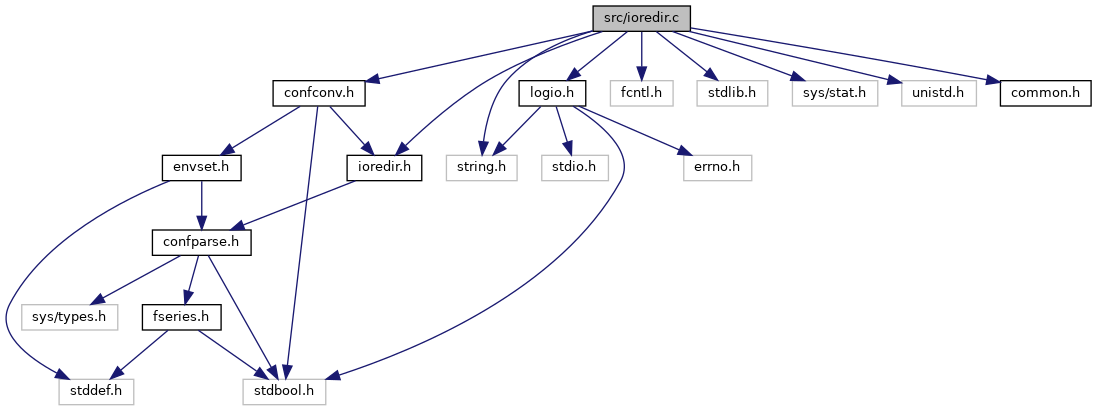 src/ioredir.c
confconv.h
logio.h
fcntl.h
stdlib.h
sys/stat.h
unistd.h
common.h
envset.h
ioredir.h
string.h
stdio.h
errno.h
confparse.h
sys/types.h
fseries.h
stddef.h
stdbool.h